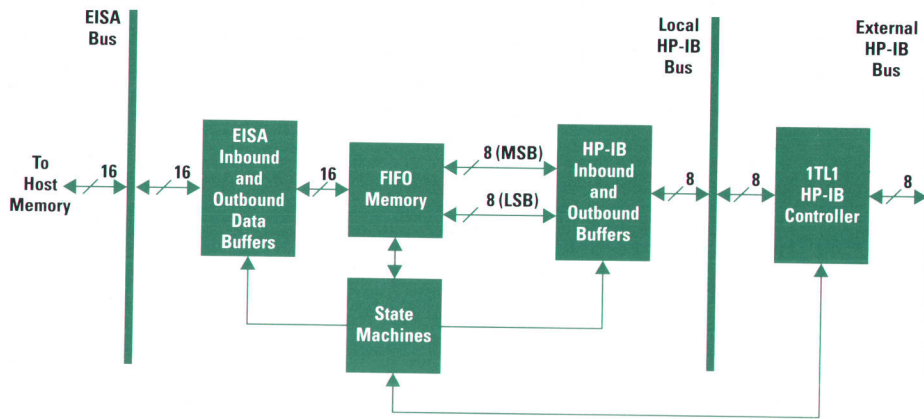 EISA
Bus
Local
HP-IB
Bus
External
HP-IB
Bus
To
Host
Memory
16
16
EISA
Inbound
and
Outbound
Data
Buffers
16
FIFO
Memory
8 (MSB)
8 (LSB)
HP-IB
Inbound
and
Outbound
Buffers
8
8
1TL1
HP-IB
Controller
8
State
Machines